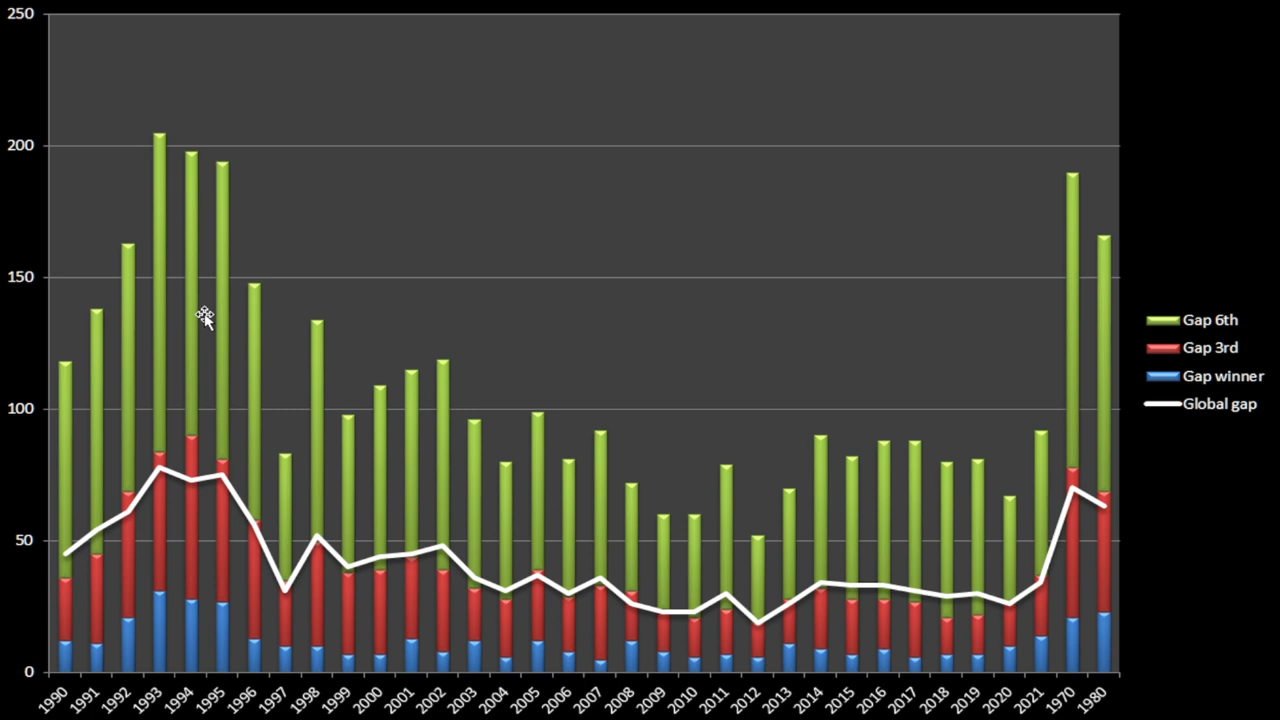 250
200
150
100
50
0
1990 1991 1992 1993 1994 1995 1996 1997 1998 1999 2000 2001 2002 2003 2004 2005 2006 2007 2008 2009 2010 2011 2012 2013 2014 2015 2016 2017 2018 2019 2020 2021 1970 1980
Gap 6th
Gap 3rd
Gap winner
Global gap